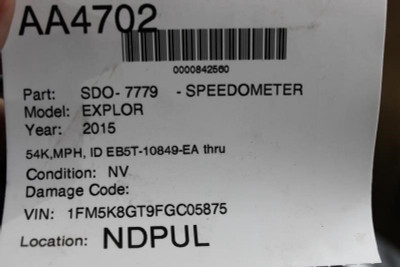 AA4702
0000842560
Part: SDO-7779 -SPEEDOMETER
Model: EXPLOR
Year: 2015
54K,MPH, ID EB5T-10849-EA thru
Condition: NV
Damage Code:
VIN: 1FM5K8GT9FGC05875
Location: NDPUL